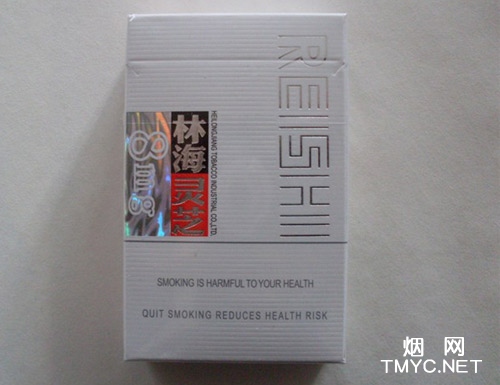 REISHI
林海灵芝
8mg
HEILONGJIANG TOBACCO INDUSTRIAL CO.,LTD.
SMOKING IS HARMFUL TO YOUR HEALTH
QUIT SMOKING REDUCES HEALTH RISK
烟网
TMYC.NET